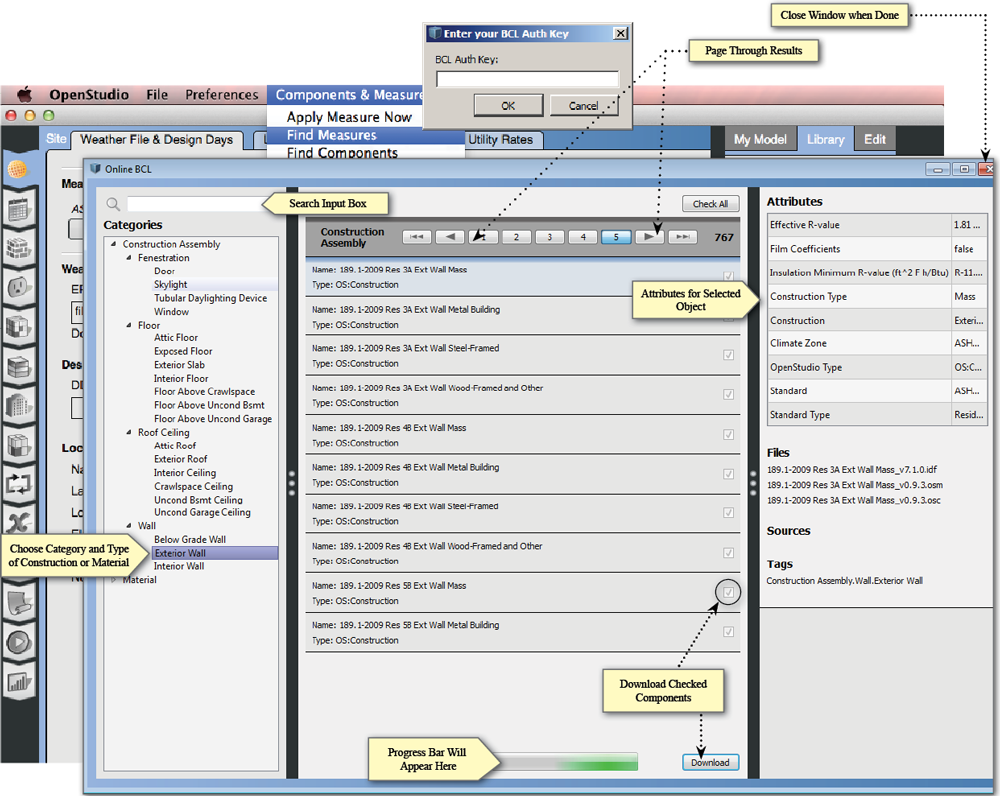 Close Window when Done
Enter your BCL Auth Key
Page Through Results
BCL Auth Key:
OK
Cancel
OpenStudio File Preferences Components & Measure
Apply Measure Now
Find Measures
Find Components
Site
Weather File & Design Days
Utility Rates
My Model
Library
Edit
Online BCL
Search Input Box
Check All
Categories
Construction Assembly
Fenestration
Door
Skylight
Tubular Daylighting Device
Window
Floor
Attic Floor
Exposed Floor
Exterior Slab
Interior Floor
Floor Above Crawlspace
Floor Above Uncond Bsmt
Floor Above Uncond Garage
Roof Ceiling
Attic Roof
Exterior Roof
Interior Ceiling
Crawlspace Ceiling
Uncond Bsmt Ceiling
Uncond Garage Ceiling
Wall
Below Grade Wall
Exterior Wall
Interior Wall
Material
Choose Category and Type
of Construction or Material
Construction
Assembly
1 2 3 4 5 767
Name: 189.1-2009 Res 3A Ext Wall Mass
Type: OS:Construction
Name: 189.1-2009 Res 3A Ext Wall Metal Building
Type: OS:Construction
Name: 189.1-2009 Res 3A Ext Wall Steel-Framed
Type: OS:Construction
Name: 189.1-2009 Res 3A Ext Wall Wood-Framed and Other
Type: OS:Construction
Name: 189.1-2009 Res 4B Ext Wall Mass
Type: OS:Construction
Name: 189.1-2009 Res 4B Ext Wall Metal Building
Type: OS:Construction
Name: 189.1-2009 Res 4B Ext Wall Steel-Framed
Type: OS:Construction
Name: 189.1-2009 Res 4B Ext Wall Wood-Framed and Other
Type: OS:Construction
Name: 189.1-2009 Res 5B Ext Wall Mass
Type: OS:Construction
Name: 189.1-2009 Res 5B Ext Wall Metal Building
Type: OS:Construction
Attributes for Selected
Object
Download Checked
Components
Progress Bar Will
Appear Here
Download
Attributes
Effective R-value 1.81 ...
Film Coefficients false
Insulation Minimum R-value (ft^2 F h/Btu) R-11....
Construction Type Mass
Construction Exteri...
Climate Zone ASH...
OpenStudio Type OS:C...
Standard ASH...
Standard Type Resid...
Files
189.1-2009 Res 3A Ext Wall Mass_v7.1.0.idf
189.1-2009 Res 3A Ext Wall Mass_v0.9.3.osm
189.1-2009 Res 3A Ext Wall Mass_v0.9.3.osc
Sources
Tags
Construction Assembly.Wall.Exterior Wall